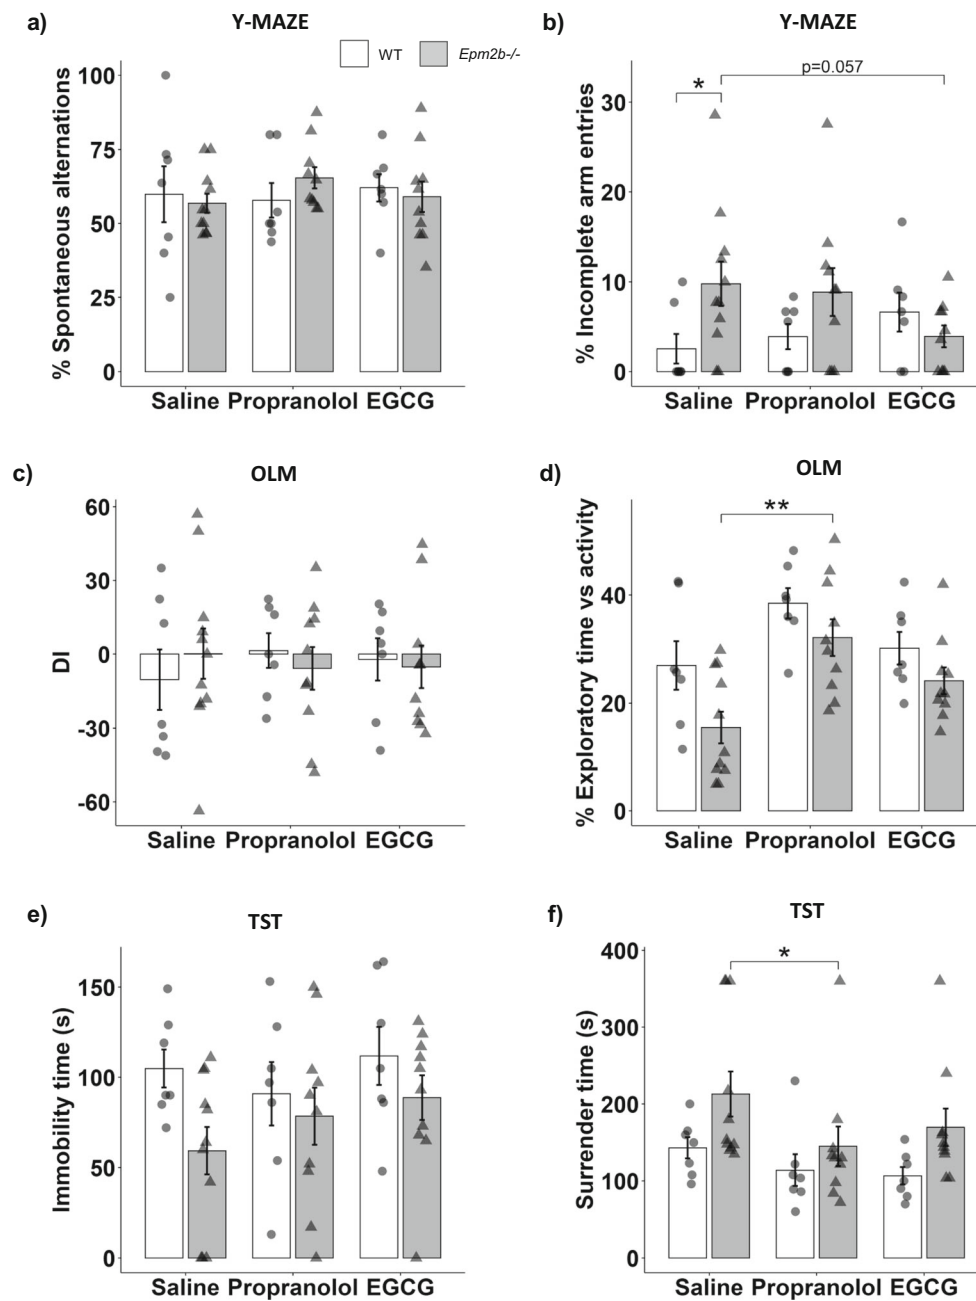 a)
Y-MAZE
WT
Epm2b-/-
% Spontaneous alternations
100
75
50
25
0
Saline Propranolol EGCG
b)
Y-MAZE
p=0.057
*
% Incomplete arm entries
30
20
10
0
Saline Propranolol EGCG
c)
OLM
DI
60
30
0
-30
-60
Saline Propranolol EGCG
d)
OLM
**
% Exploratory time vs activity
40
20
0
Saline Propranolol EGCG
e)
TST
Immobility time (s)
150
100
50
0
Saline Propranolol EGCG
f)
TST
*
Surrender time (s)
400
300
200
100
0
Saline Propranolol EGCG